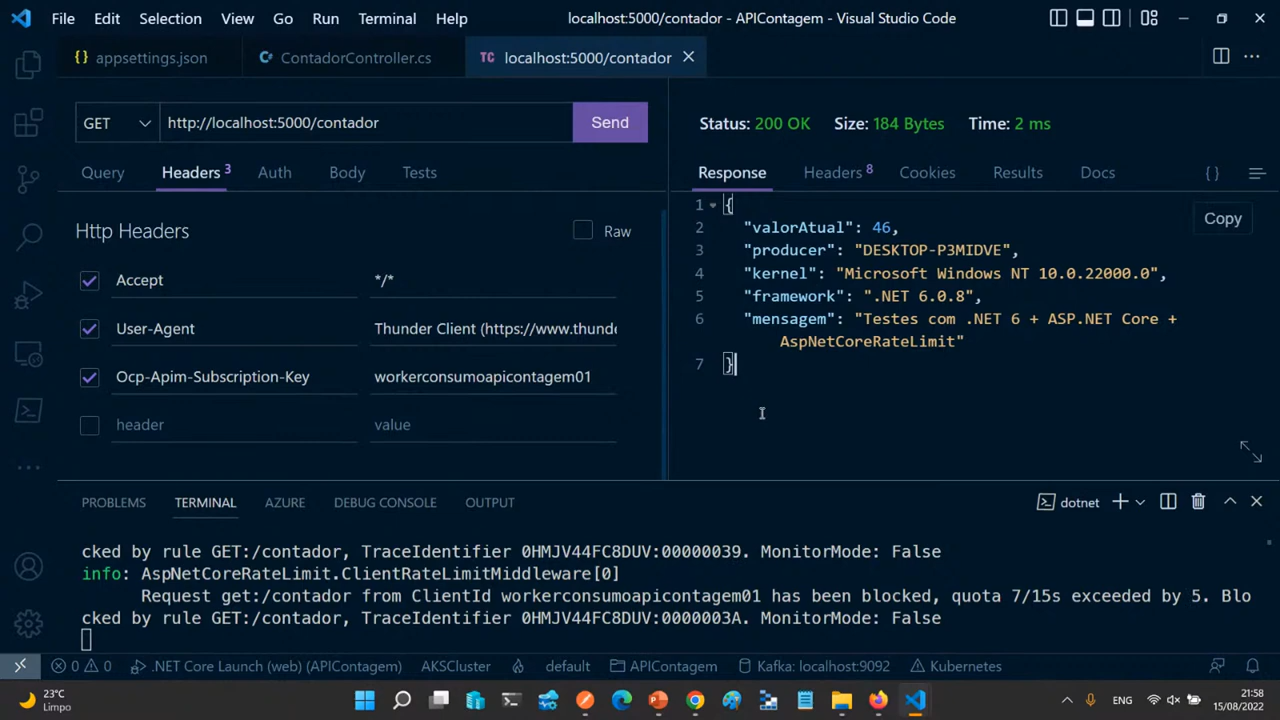 File Edit Selection View Go Run Terminal Help localhost:5000/contador - APIContagem - Visual Studio Code
{} appsettings.json C# ContadorController.cs TC localhost:5000/contador
GET http://localhost:5000/contador Send
Status: 200 OK Size: 184 Bytes Time: 2 ms
Query Headers 3 Auth Body Tests
Response Headers 8 Cookies Results Docs {}
Http Headers Raw
Accept */*
User-Agent Thunder Client (https://www.thunde
Ocp-Apim-Subscription-Key workerconsumoapicontagem01
header value
Copy
1 {
2 "valorAtual": 46,
3 "producer": "DESKTOP-P3MIDVE",
4 "kernel": "Microsoft Windows NT 10.0.22000.0",
5 "framework": ".NET 6.0.8",
6 "mensagem": "Testes com .NET 6 + ASP.NET Core +
AspNetCoreRateLimit"
7 }
PROBLEMS TERMINAL AZURE DEBUG CONSOLE OUTPUT dotnet
cked by rule GET:/contador, TraceIdentifier 0HMJV44FC8DUV:00000039. MonitorMode: False
info: AspNetCoreRateLimit.ClientRateLimitMiddleware[0]
Request get:/contador from ClientId workerconsumoapicontagem01 has been blocked, quota 7/15s exceeded by 5. Blo
cked by rule GET:/contador, TraceIdentifier 0HMJV44FC8DUV:0000003A. MonitorMode: False
0 0 .NET Core Launch (web) (APIContagem) AKSCluster default APIContagem Kafka: localhost:9092 Kubernetes
23°C
Limpo
ENG
21:58
15/08/2022